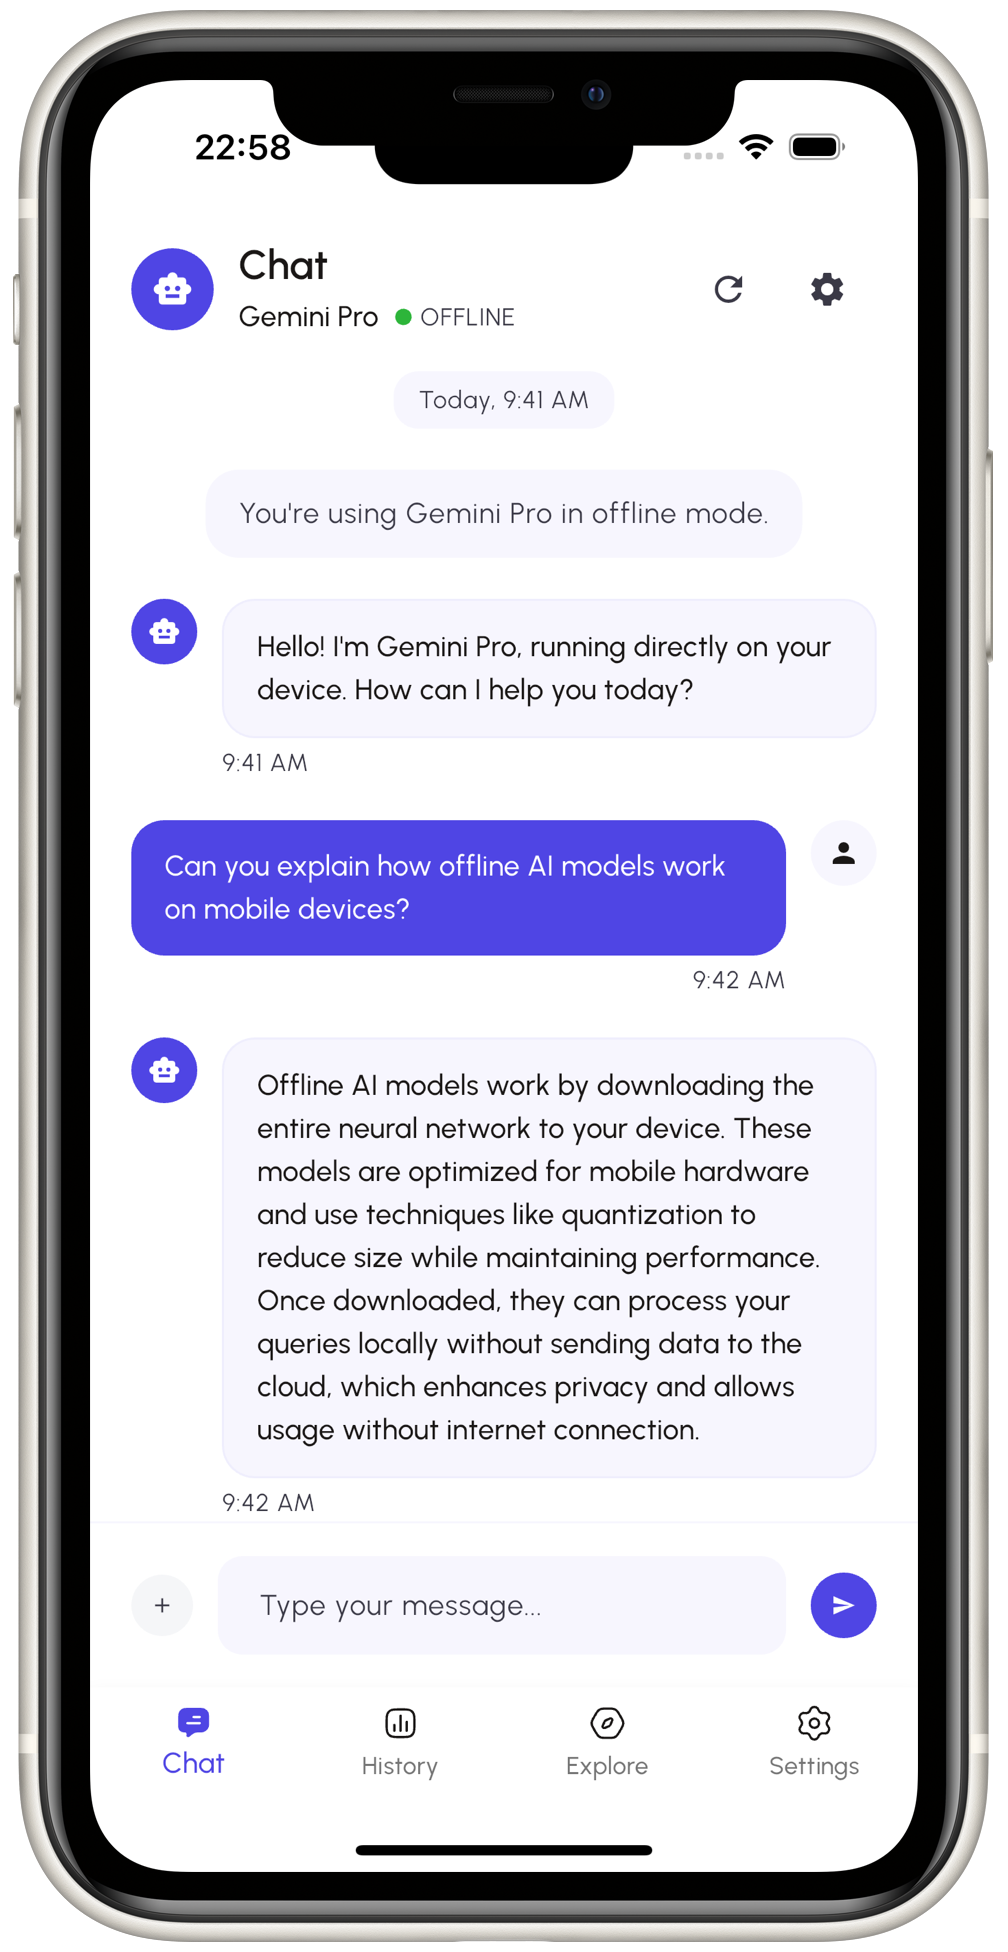 22:58
Chat
Gemini Pro OFFLINE
Today, 9:41 AM
You're using Gemini Pro in offline mode.
Hello! I'm Gemini Pro, running directly on your
device. How can I help you today?
9:41 AM
Can you explain how offline AI models work
on mobile devices?
9:42 AM
Offline AI models work by downloading the
entire neural network to your device. These
models are optimized for mobile hardware
and use techniques like quantization to
reduce size while maintaining performance.
Once downloaded, they can process your
queries locally without sending data to the
cloud, which enhances privacy and allows
usage without internet connection.
9:42 AM
Type your message...
Chat History Explore Settings